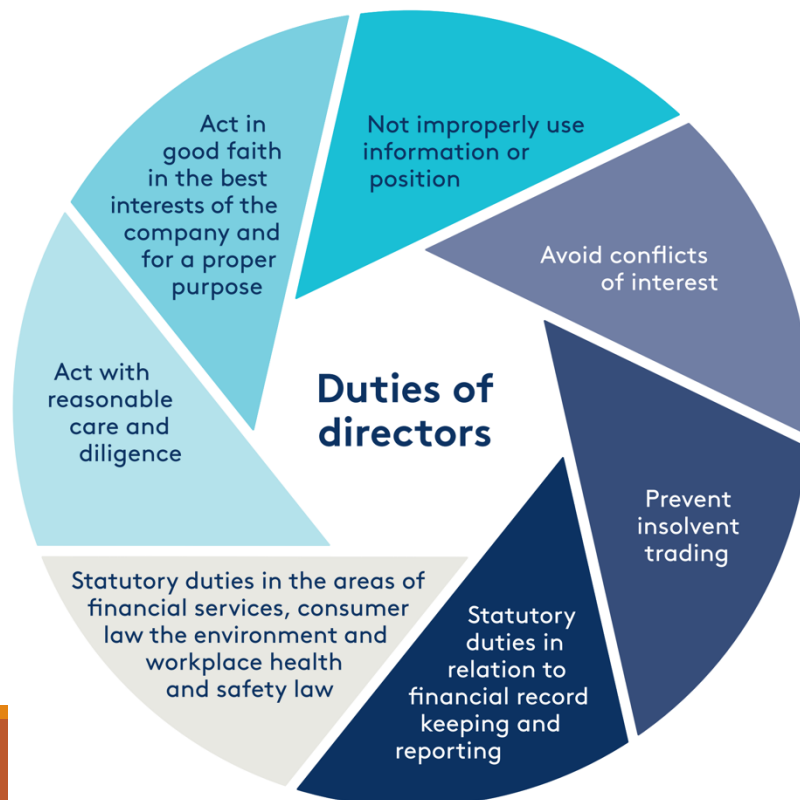 Duties of
directors
Not improperly use
information or
position
Avoid conflicts
of interest
Prevent
insolvent
trading
Statutory
duties in
relation to
financial record
keeping and
reporting
Statutory duties in the areas of
financial services, consumer
law the environment and
workplace health
and safety law
Act with
reasonable
care and
diligence
Act in
good faith
in the best
interests of the
company and
for a proper
purpose